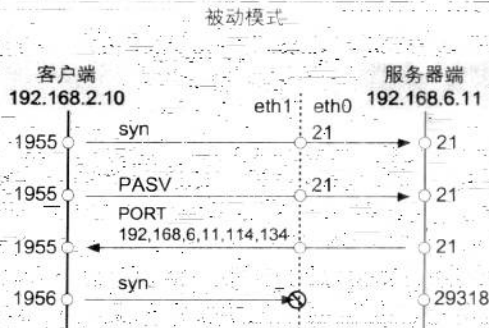 被动模式
客户端 服务器端
192.168.2.10 eth1 eth0 192.168.6.11
1955 syn 21 21
1955 PASV 21 21
PORT
192,168,6,11,114,134
1955 21
syn
1956 29318